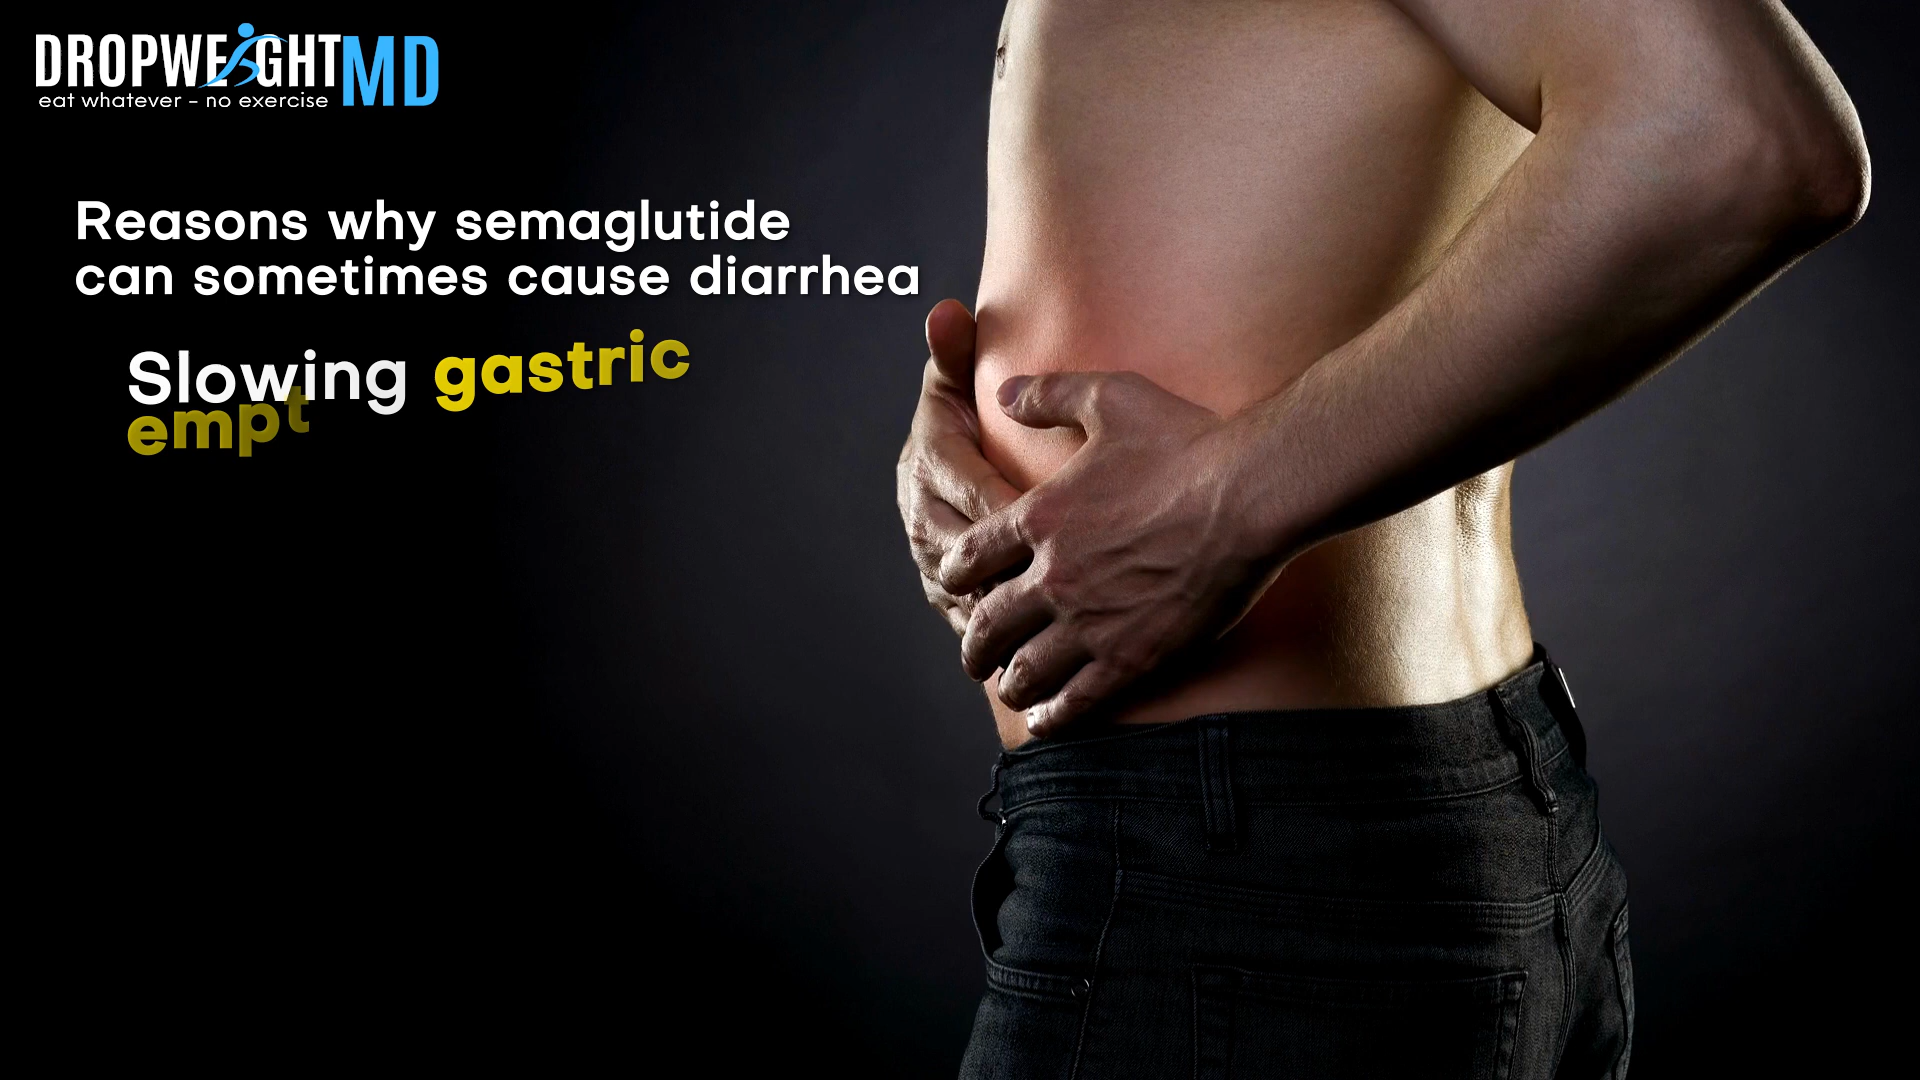 DROPWEIGHTMD
eat whatever - no exercise
Reasons why semaglutide
can sometimes cause diarrhea
Slowing gastric
empt